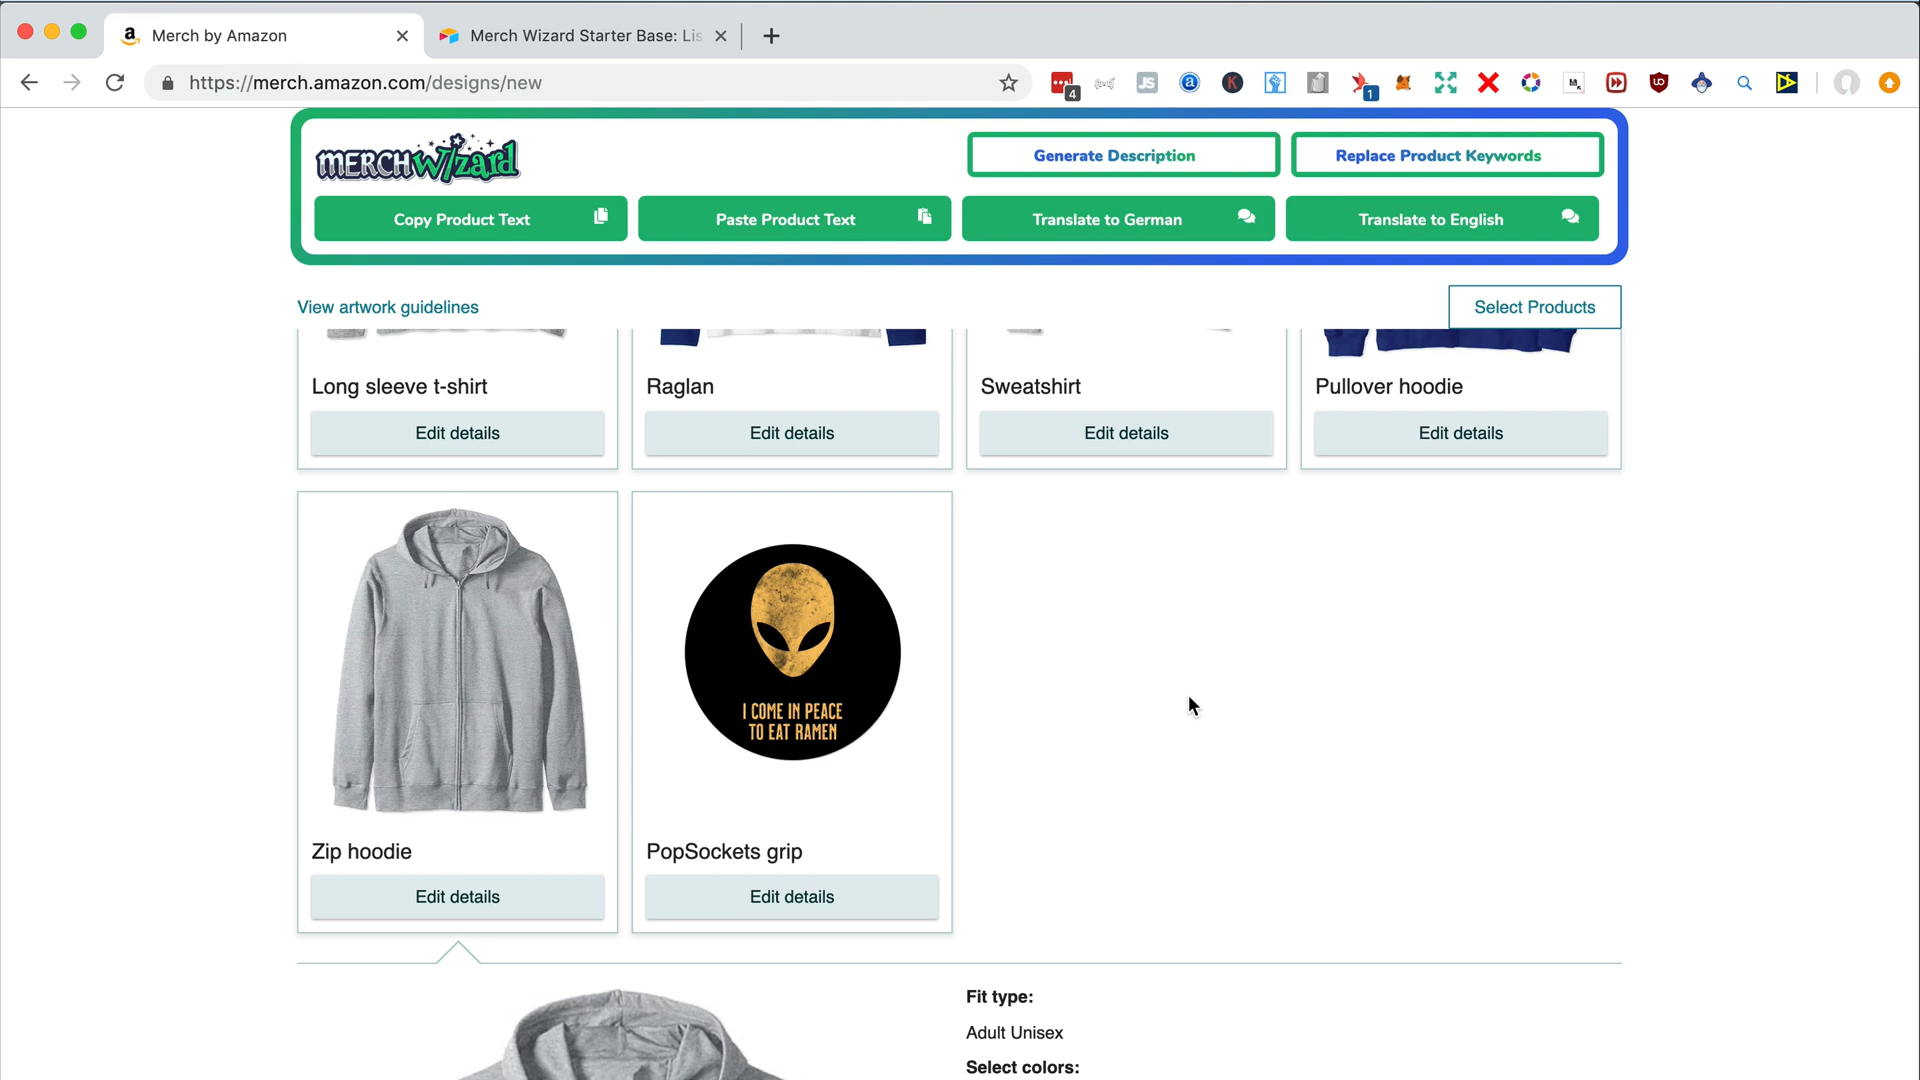 Merch by Amazon
Merch Wizard Starter Base: Lis
https://merch.amazon.com/designs/new
4
JS
a
K
1
MERCHWizard
Generate Description
Replace Product Keywords
Copy Product Text
Paste Product Text
Translate to German
Translate to English
View artwork guidelines
Select Products
Long sleeve t-shirt
Raglan
Sweatshirt
Pullover hoodie
Edit details
Edit details
Edit details
Edit details
I COME IN PEACE
TO EAT RAMEN
Zip hoodie
PopSockets grip
Edit details
Edit details
Fit type:
Adult Unisex
Select colors: